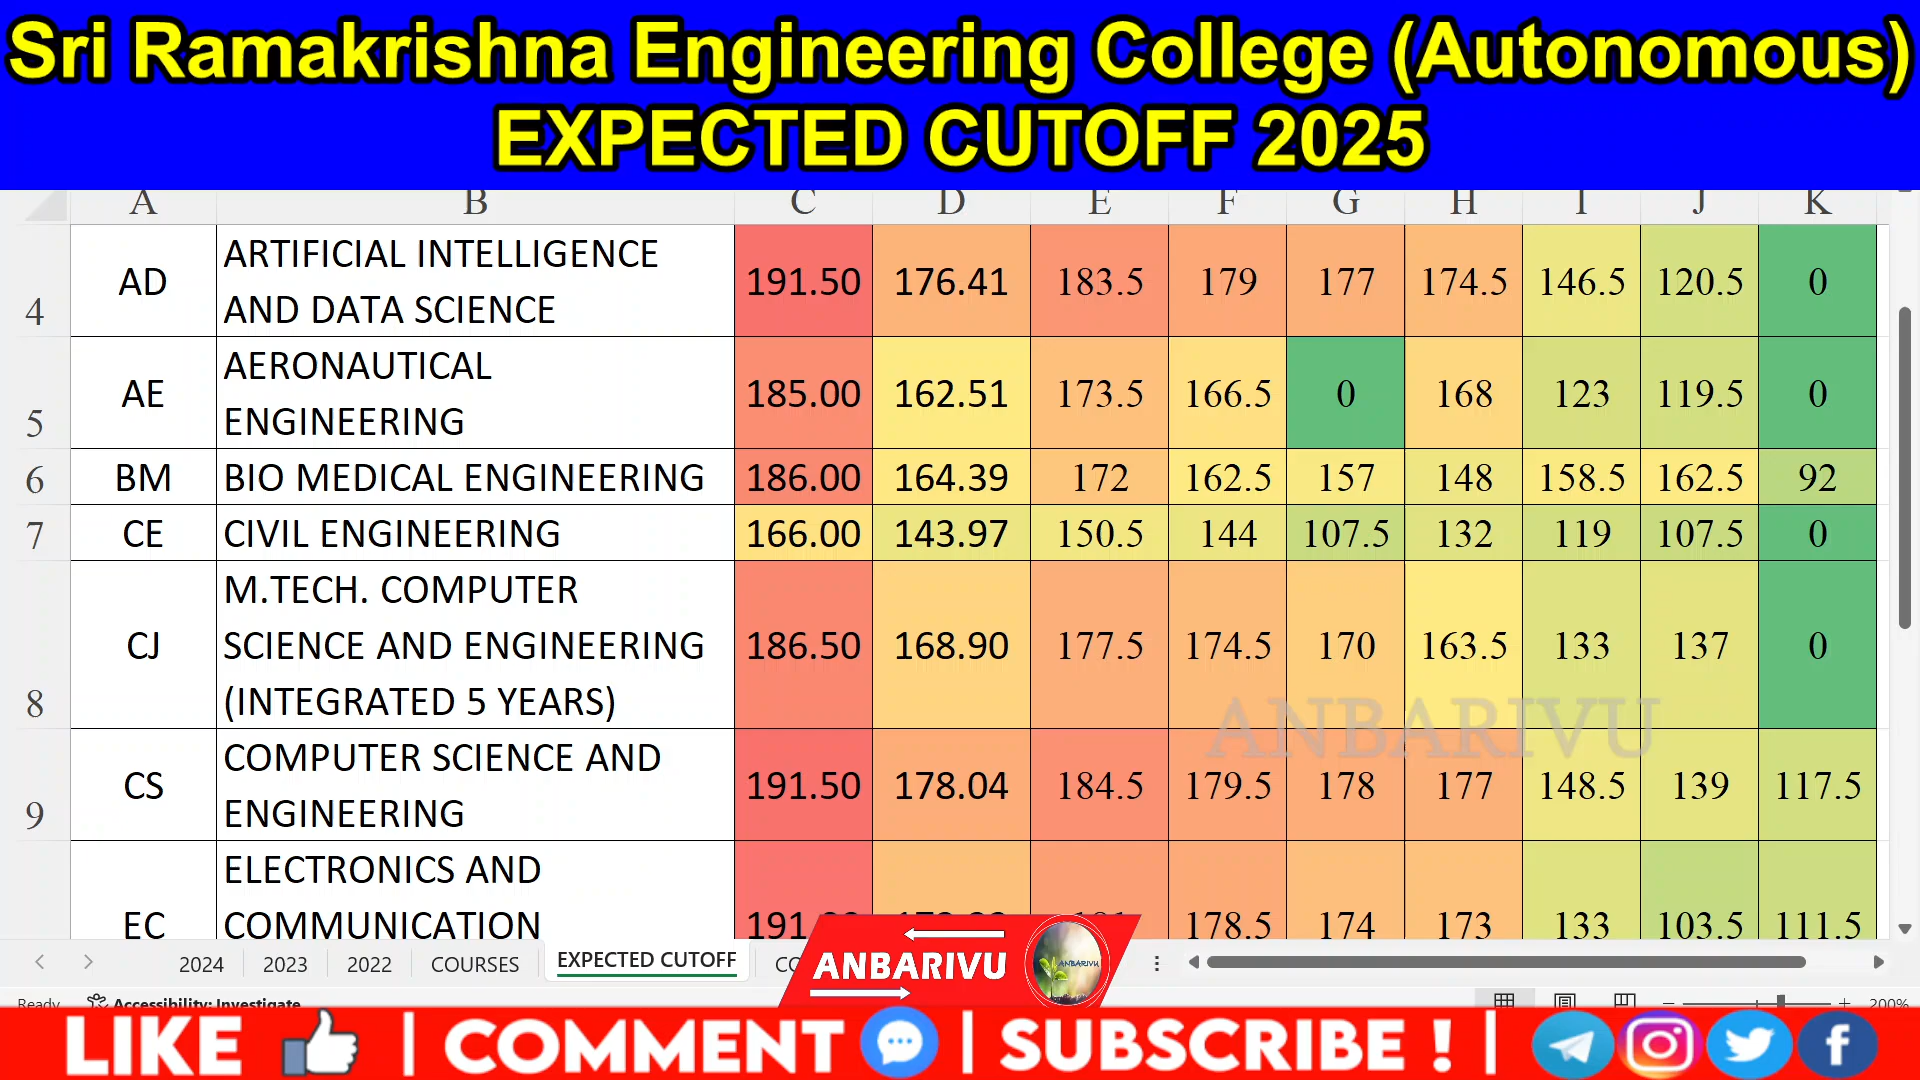 Sri Ramakrishna Engineering College (Autonomous)
EXPECTED CUTOFF 2025
A B C D E F G H I J K
4 AD ARTIFICIAL INTELLIGENCE AND DATA SCIENCE 191.50 176.41 183.5 179 177 174.5 146.5 120.5 0
5 AE AERONAUTICAL ENGINEERING 185.00 162.51 173.5 166.5 0 168 123 119.5 0
6 BM BIO MEDICAL ENGINEERING 186.00 164.39 172 162.5 157 148 158.5 162.5 92
7 CE CIVIL ENGINEERING 166.00 143.97 150.5 144 107.5 132 119 107.5 0
8 CJ M.TECH. COMPUTER SCIENCE AND ENGINEERING (INTEGRATED 5 YEARS) 186.50 168.90 177.5 174.5 170 163.5 133 137 0
ANBARIVU
9 CS COMPUTER SCIENCE AND ENGINEERING 191.50 178.04 184.5 179.5 178 177 148.5 139 117.5
EC ELECTRONICS AND COMMUNICATION 178.5 174 173 133 103.5 111.5
2024 2023 2022 COURSES EXPECTED CUTOFF
ANBARIVU
ANBARIVU
Ready Accessibility: Investigate 200%
LIKE | COMMENT | SUBSCRIBE ! |